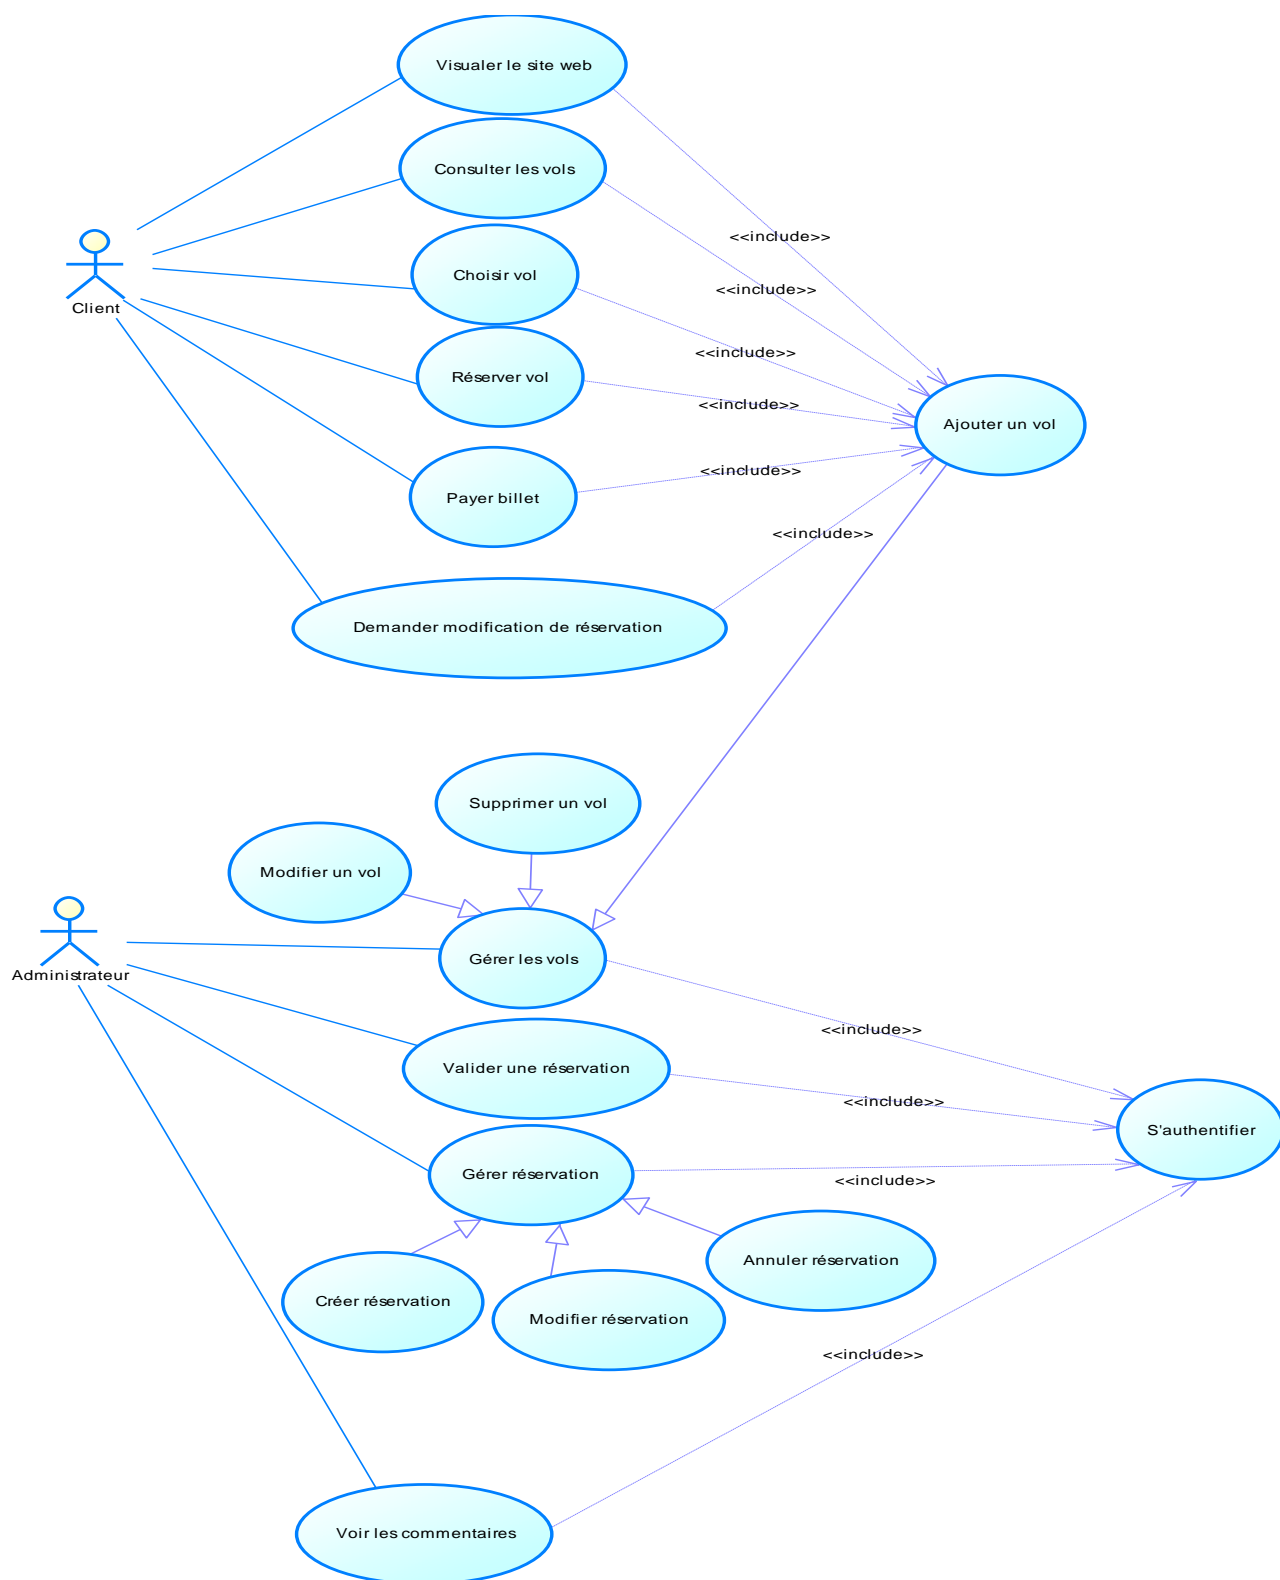 Visualer le site web
Consulter les vols
<<include>>
Choisir vol
<<include>>
Client
<<include>>
Réserver vol
<<include>>
Ajouter un vol
<<include>>
Payer billet
<<include>>
Demander modification de réservation
Supprimer un vol
Modifier un vol
Gérer les vols
Administrateur
<<include>>
Valider une réservation
<<include>>
S'authentifier
Gérer réservation
<<include>>
Annuler réservation
Créer réservation
Modifier réservation
<<include>>
Voir les commentaires